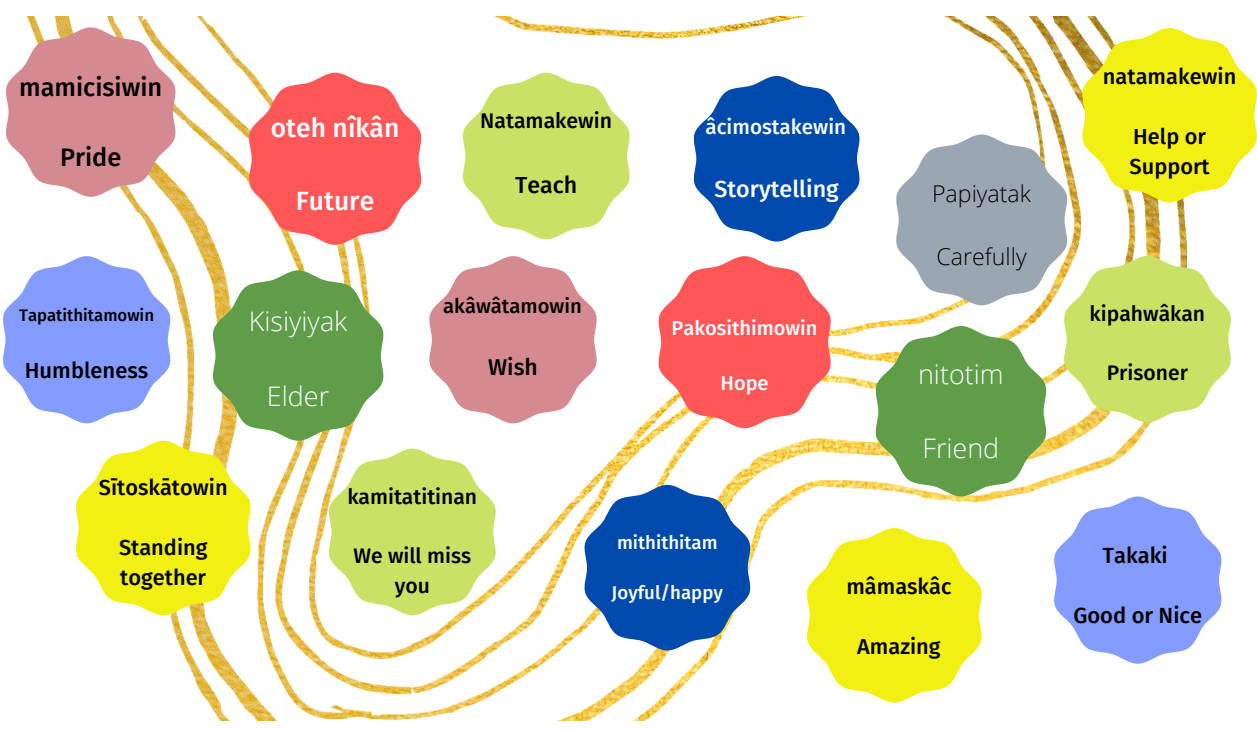 mamicisiwin
Pride
oteh nîkân
Future
Natamakewin
Teach
âcimostakewin
Storytelling
Papiyatak
Carefully
natamakewin
Help or
Support
Tapatithitamowin
Humbleness
Kisiyiyak
Elder
akâwâtamowin
Wish
Pakosithimowin
Hope
nitotim
Friend
kipahwâkan
Prisoner
Sītoskātowin
Standing
together
kamitatitinan
We will miss
you
mithithitam
Joyful/happy
mâmaskâc
Amazing
Takaki
Good or Nice